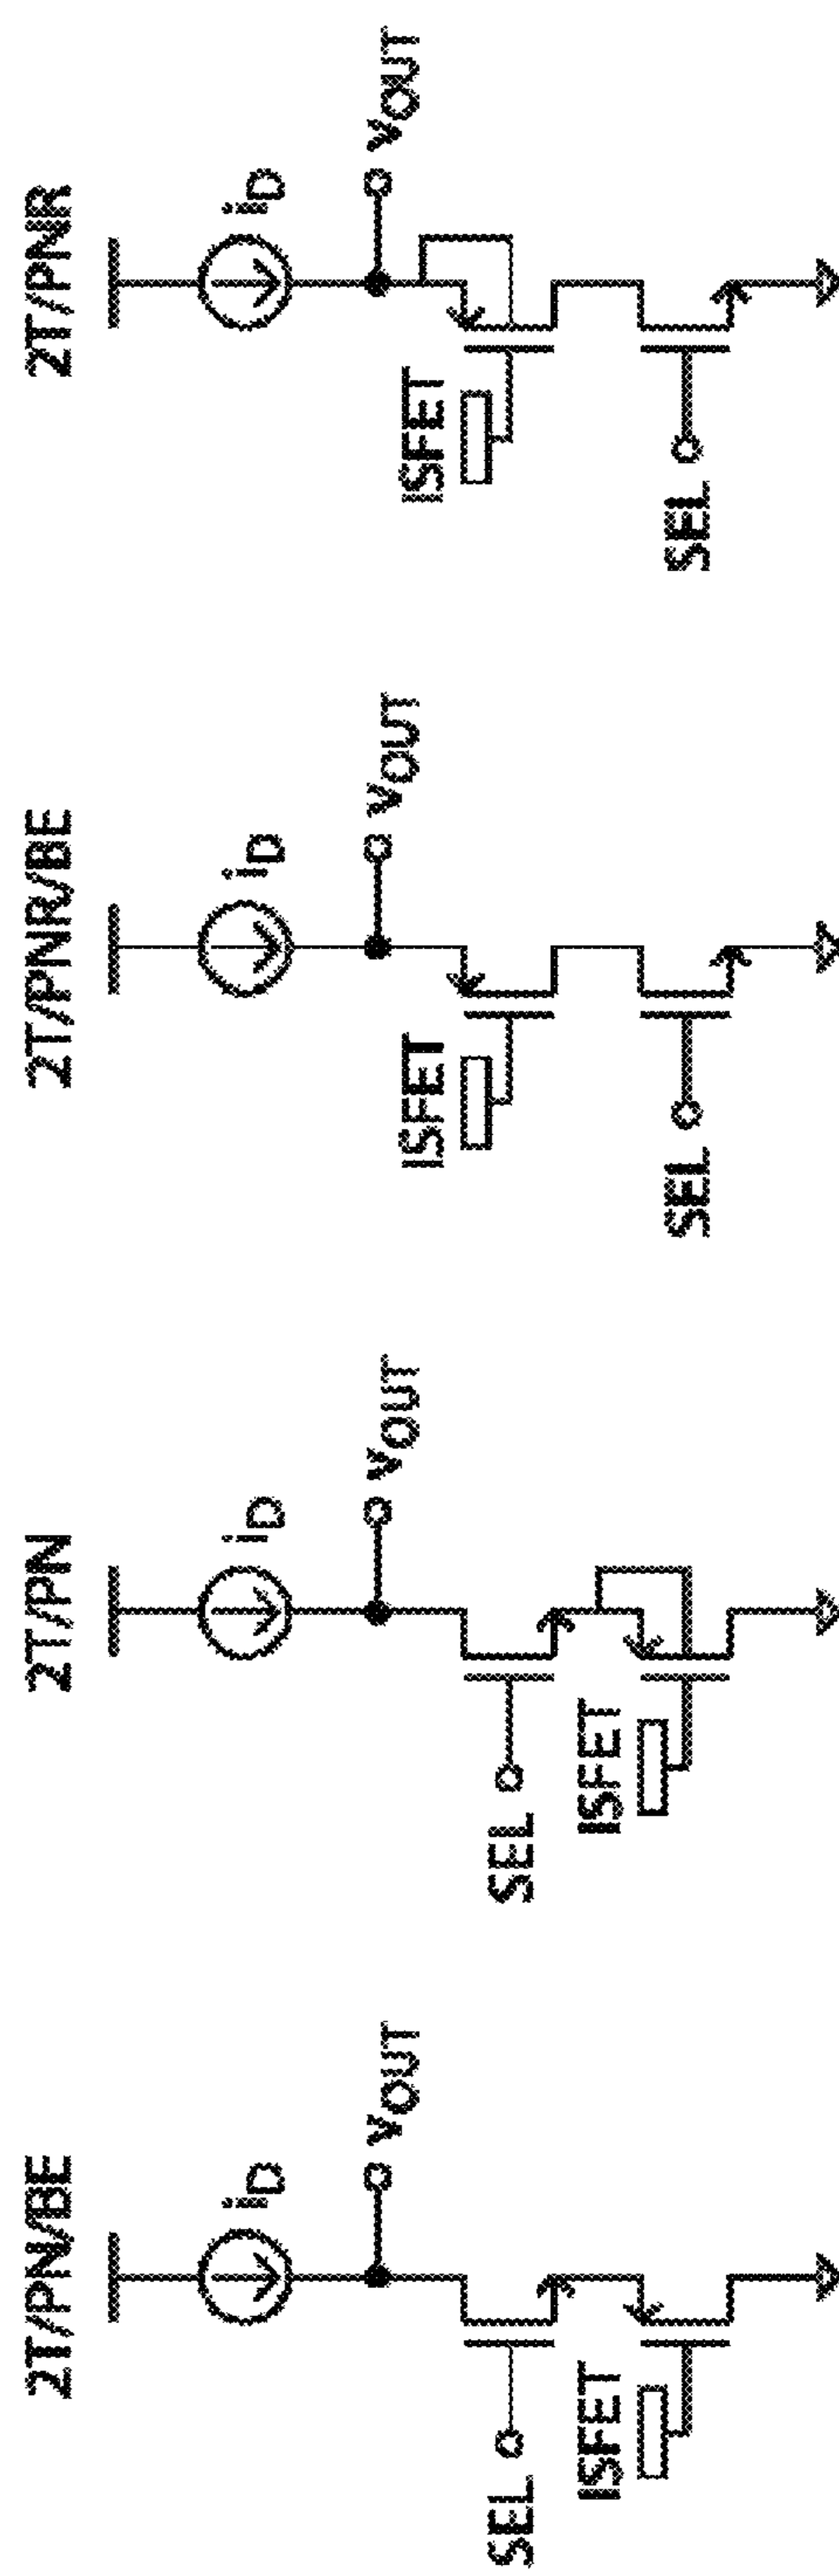 2T/PN/BE
iD
VOUT
SEL
ISFET
2T/PN
iD
VOUT
SEL
ISFET
2T/PNR/BE
iD
VOUT
ISFET
SEL
2T/PNR
iD
VOUT
ISFET
SEL